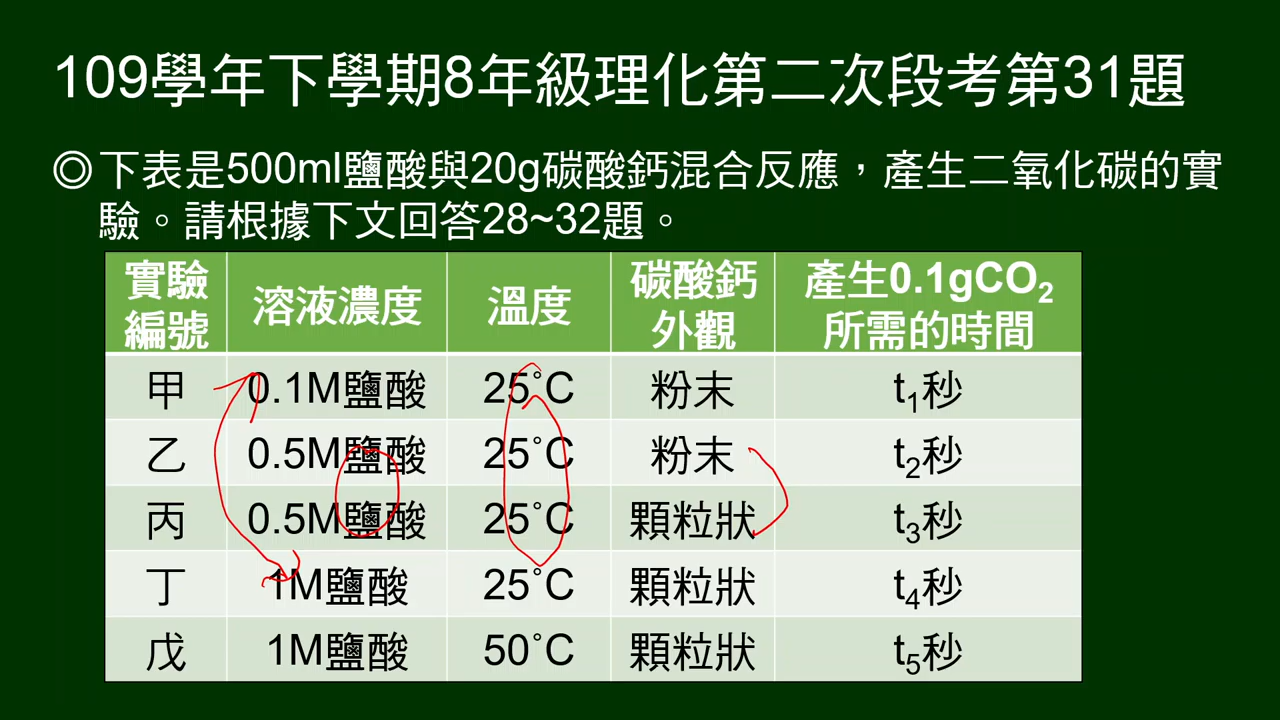 109學年下學期8年級理化第二次段考第31題
◎下表是500ml鹽酸與20g碳酸鈣混合反應，產生二氧化碳的實
驗。請根據下文回答28~32題。
實驗編號 溶液濃度 溫度 碳酸鈣外觀 產生0.1gCO₂所需的時間
甲 0.1M鹽酸 25°C 粉末 t₁秒
乙 0.5M鹽酸 25°C 粉末 t₂秒
丙 0.5M鹽酸 25°C 顆粒狀 t₃秒
丁 1M鹽酸 25°C 顆粒狀 t₄秒
戊 1M鹽酸 50°C 顆粒狀 t₅秒